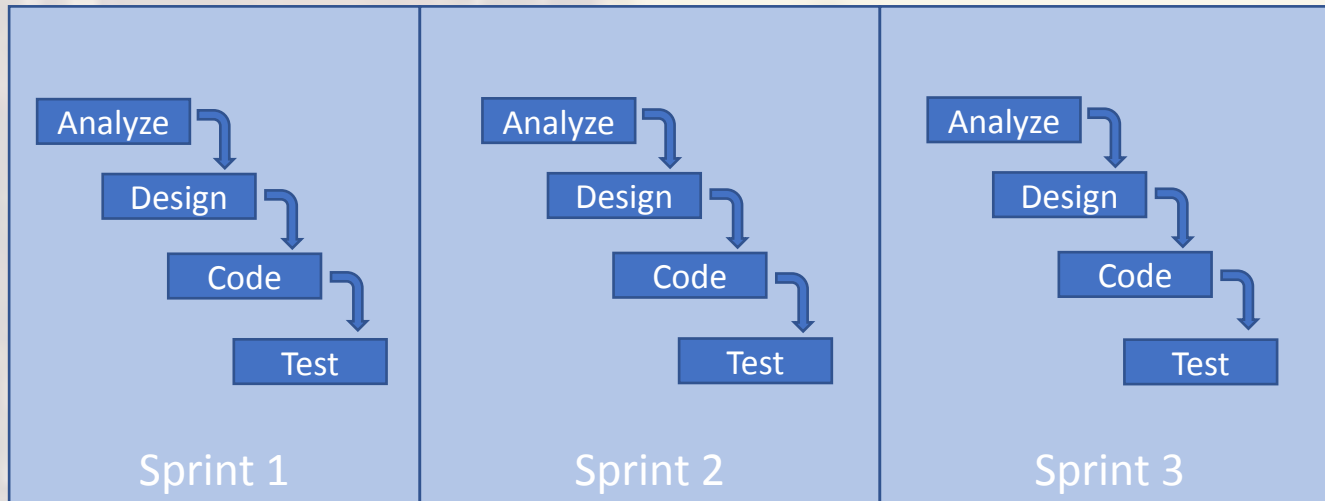 Analyze
Design
Code
Test
Sprint 1
Analyze
Design
Code
Test
Sprint 2
Analyze
Design
Code
Test
Sprint 3